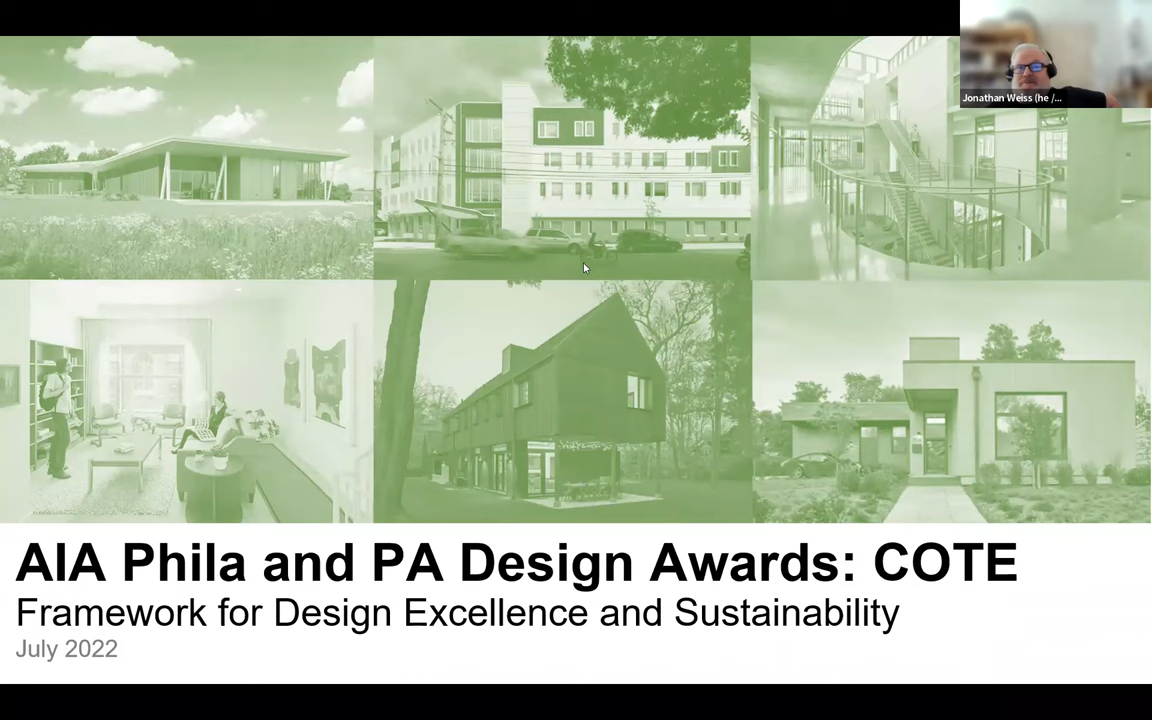 Jonathan Weiss (he /...
AIA Phila and PA Design Awards: COTE
Framework for Design Excellence and Sustainability
July 2022